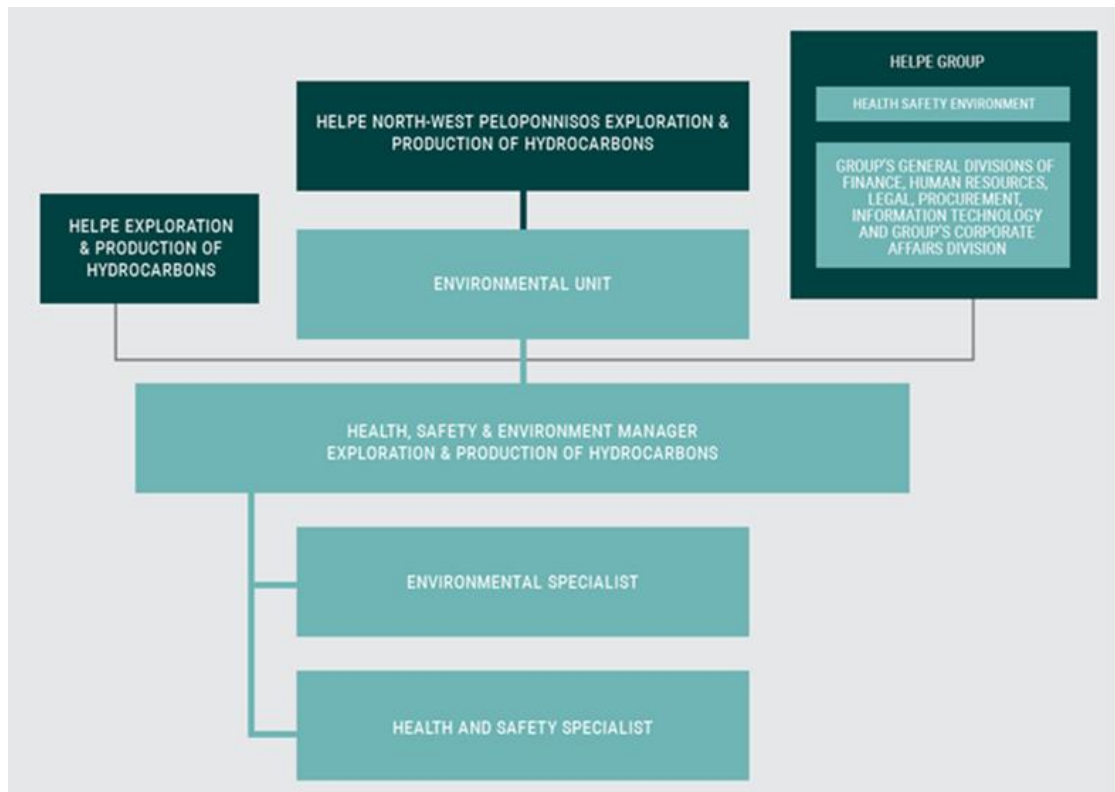 HELPE GROUP
HEALTH SAFETY ENVIRONMENT
GROUP'S GENERAL DIVISIONS OF
FINANCE, HUMAN RESOURCES,
LEGAL, PROCUREMENT,
INFORMATION TECHNOLOGY
AND GROUP'S CORPORATE
AFFAIRS DIVISION
HELPE NORTH-WEST PELOPONNISOS EXPLORATION &
PRODUCTION OF HYDROCARBONS
HELPE EXPLORATION
& PRODUCTION OF
HYDROCARBONS
ENVIRONMENTAL UNIT
HEALTH, SAFETY & ENVIRONMENT MANAGER
EXPLORATION & PRODUCTION OF HYDROCARBONS
ENVIRONMENTAL SPECIALIST
HEALTH AND SAFETY SPECIALIST